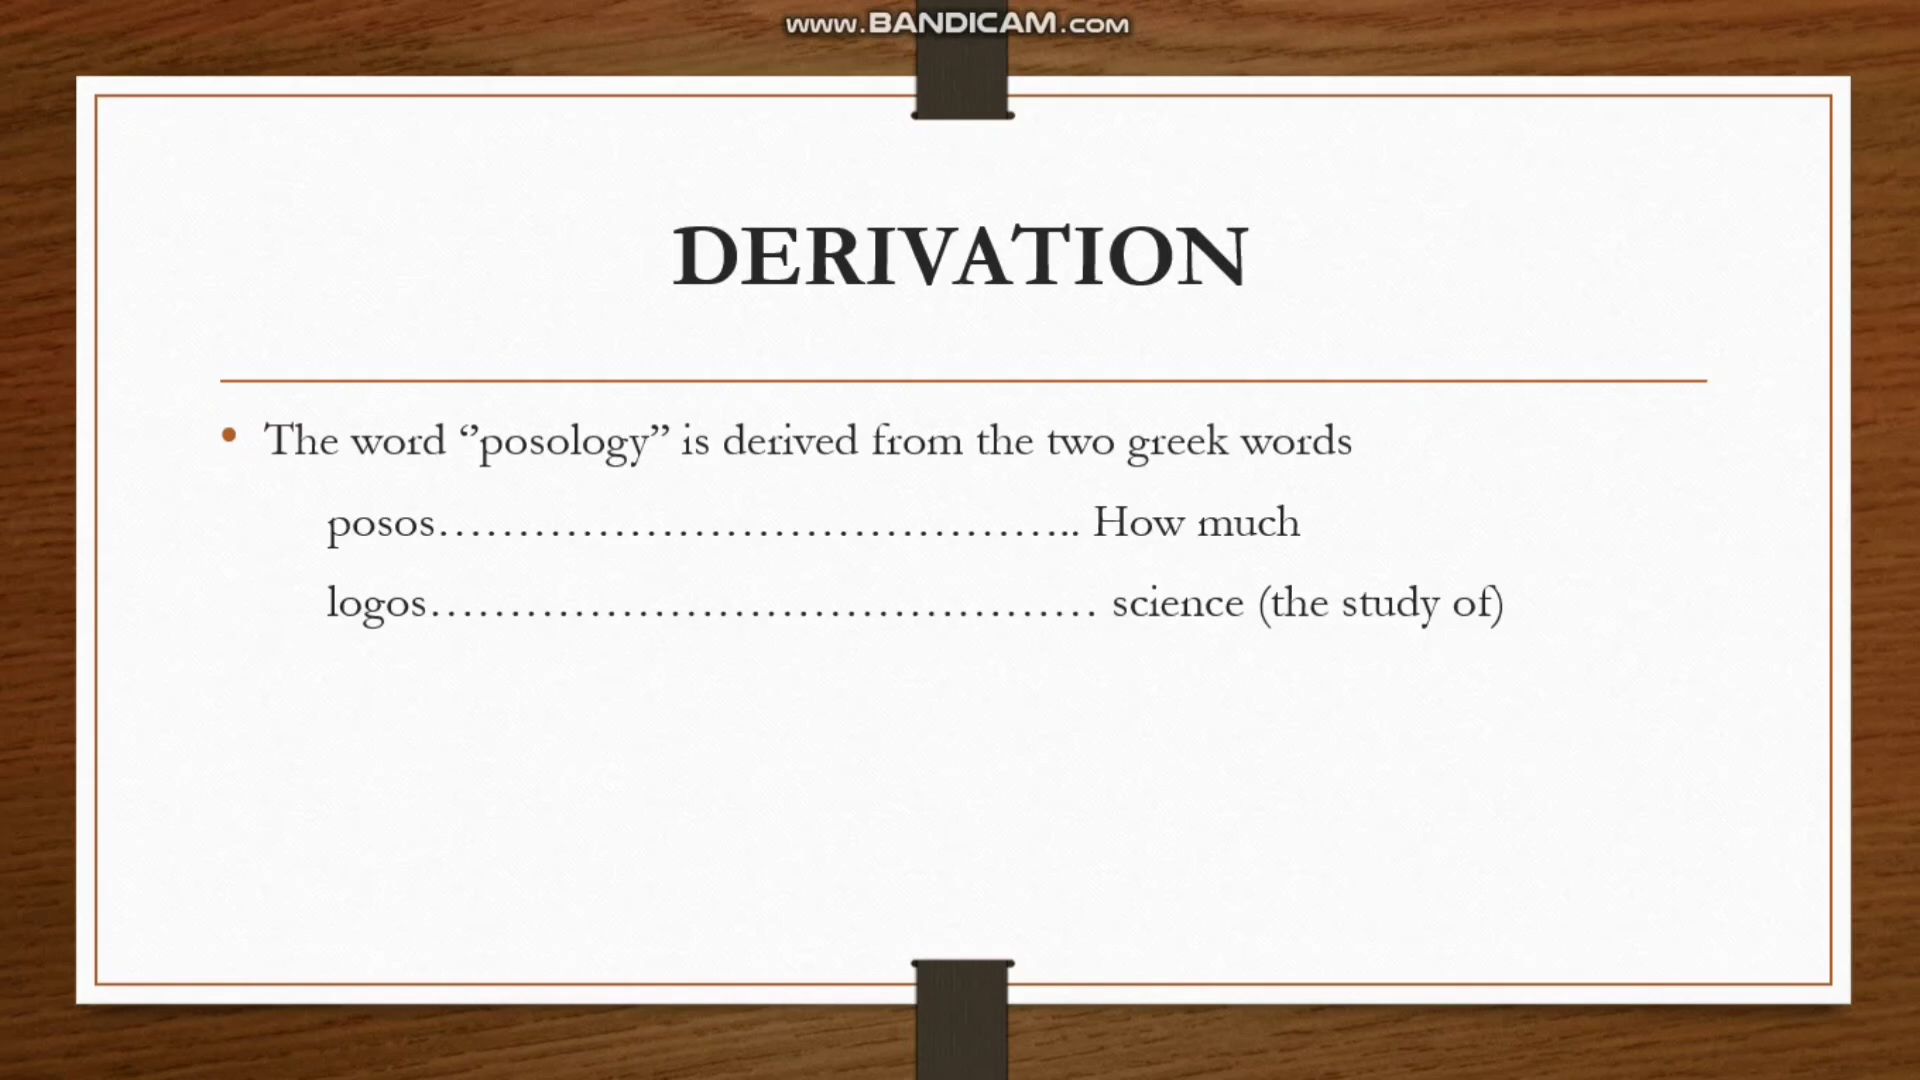 www.BANDICAM.com
DERIVATION
• The word ‘’posology’’ is derived from the two greek words
posos…………………………………….. How much
logos……………………………………… science (the study of)